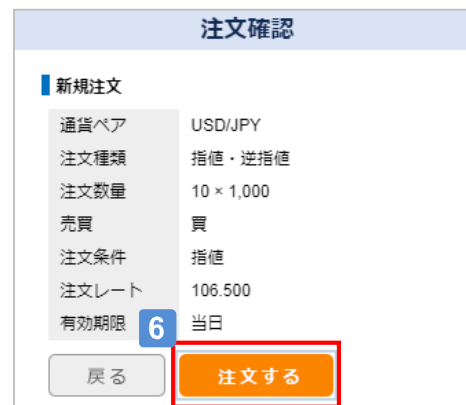 注文確認
新規注文
通貨ペア USD/JPY
注文種類 指値・逆指値
注文数量 10 × 1,000
売買 買
注文条件 指値
注文レート 106.500
有効期限 6 当日
戻る 注文する